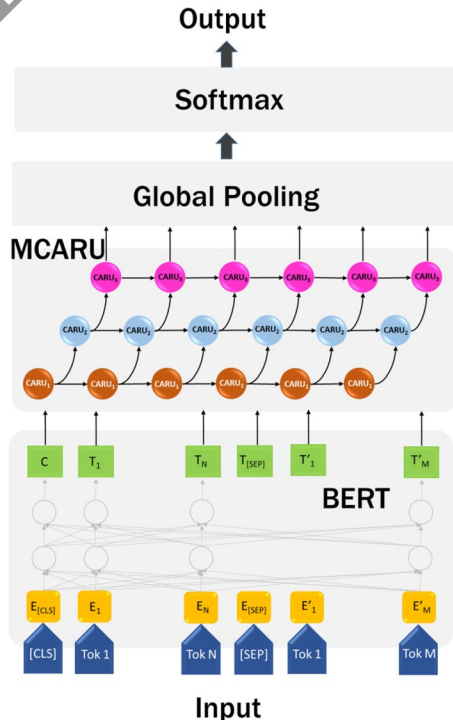 Output
Softmax
Global Pooling
MCARU
CARU3 CARU3 CARU3 CARU3 CARU3 CARU3
CARU2 CARU2 CARU2 CARU2 CARU2 CARU2
CARU1 CARU1 CARU1 CARU1 CARU1 CARU1
C T1 TN T[SEP] T'1 T'M
BERT
E[CLS] E1 EN E[SEP] E'1 E'M
[CLS] Tok 1 Tok N [SEP] Tok 1 Tok M
Input